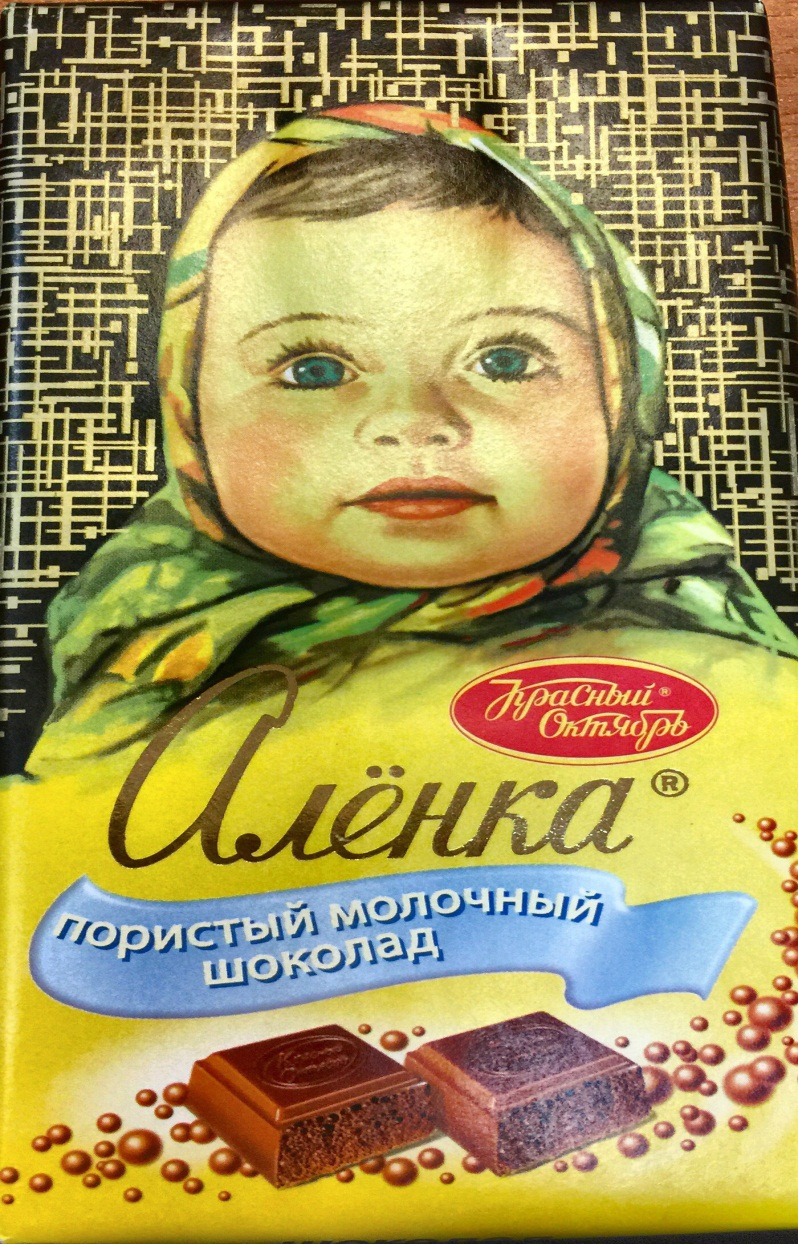 Красный®
Октябрь
Алёнка®
пористый молочный
шоколад